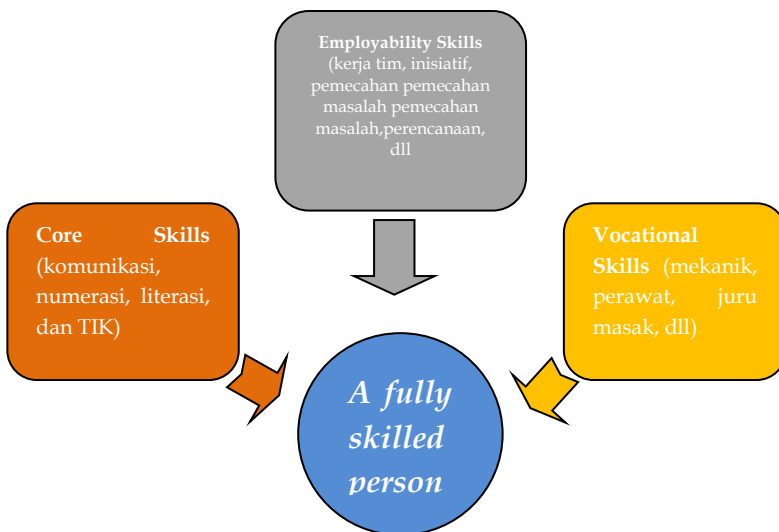 Employability Skills
(kerja tim, inisiatif,
pemecahan pemecahan
masalah pemecahan
masalah,perencanaan,
dll
Core Skills
(komunikasi,
numerasi, literasi,
dan TIK)
Vocational
Skills (mekanik,
perawat, juru
masak, dll)
A fully
skilled
person